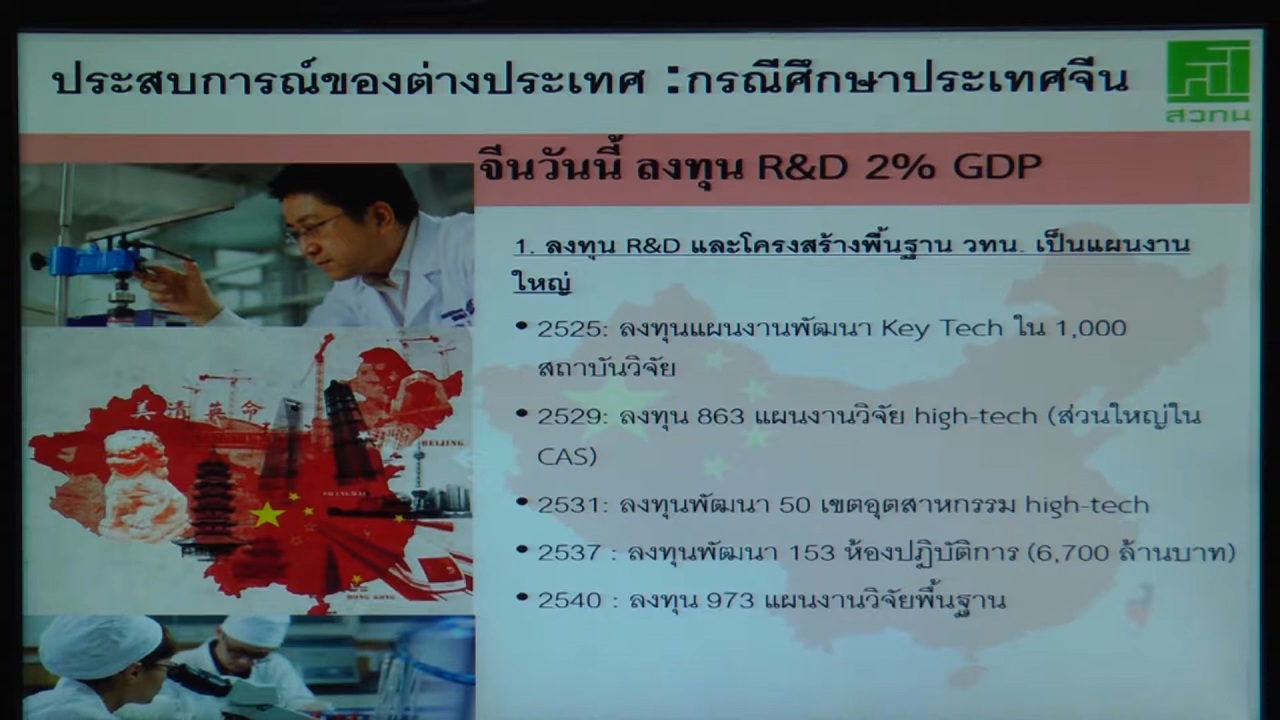 ประสบการณ์ของต่างประเทศ :กรณีศึกษาประเทศจีน
สวทน
จีนวันนี้ ลงทุน R&D 2% GDP
1. ลงทุน R&D และโครงสร้างพื้นฐาน วทน. เป็นแผนงาน
ใหญ่
• 2525: ลงทุนแผนงานพัฒนา Key Tech ใน 1,000
สถาบันวิจัย
• 2529: ลงทุน 863 แผนงานวิจัย high-tech (ส่วนใหญ่ใน
CAS)
• 2531: ลงทุนพัฒนา 50 เขตอุตสาหกรรม high-tech
• 2537 : ลงทุนพัฒนา 153 ห้องปฏิบัติการ (6,700 ล้านบาท)
• 2540 : ลงทุน 973 แผนงานวิจัยพื้นฐาน
BEIJING
SHANGHAI
HONG KONG